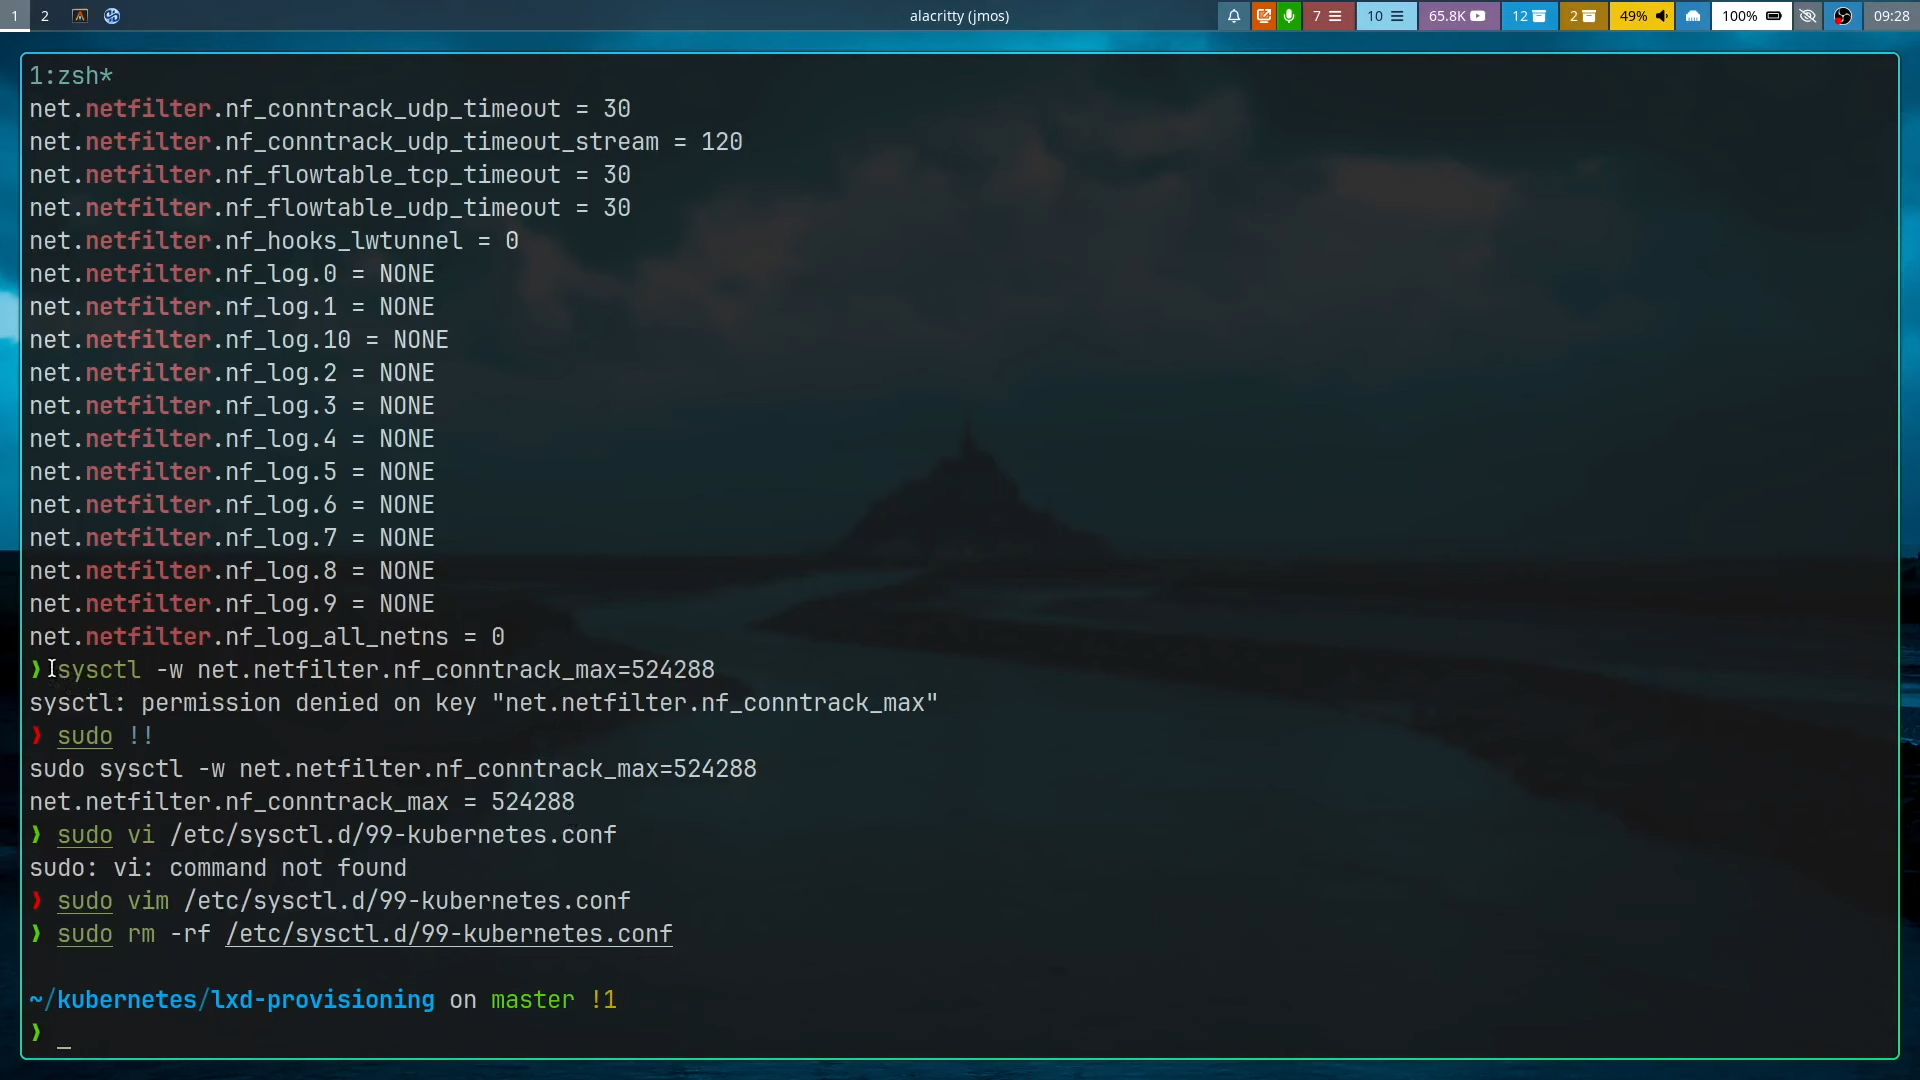 1 2 alacritty (jmos) 7 10 65.8K 12 2 49% 100% 09:28
1:zsh*
net.netfilter.nf_conntrack_udp_timeout = 30
net.netfilter.nf_conntrack_udp_timeout_stream = 120
net.netfilter.nf_flowtable_tcp_timeout = 30
net.netfilter.nf_flowtable_udp_timeout = 30
net.netfilter.nf_hooks_lwtunnel = 0
net.netfilter.nf_log.0 = NONE
net.netfilter.nf_log.1 = NONE
net.netfilter.nf_log.10 = NONE
net.netfilter.nf_log.2 = NONE
net.netfilter.nf_log.3 = NONE
net.netfilter.nf_log.4 = NONE
net.netfilter.nf_log.5 = NONE
net.netfilter.nf_log.6 = NONE
net.netfilter.nf_log.7 = NONE
net.netfilter.nf_log.8 = NONE
net.netfilter.nf_log.9 = NONE
net.netfilter.nf_log_all_netns = 0
❯ sysctl -w net.netfilter.nf_conntrack_max=524288
sysctl: permission denied on key "net.netfilter.nf_conntrack_max"
❯ sudo !!
sudo sysctl -w net.netfilter.nf_conntrack_max=524288
net.netfilter.nf_conntrack_max = 524288
❯ sudo vi /etc/sysctl.d/99-kubernetes.conf
sudo: vi: command not found
❯ sudo vim /etc/sysctl.d/99-kubernetes.conf
❯ sudo rm -rf /etc/sysctl.d/99-kubernetes.conf
~/kubernetes/lxd-provisioning on master !1
❯ _